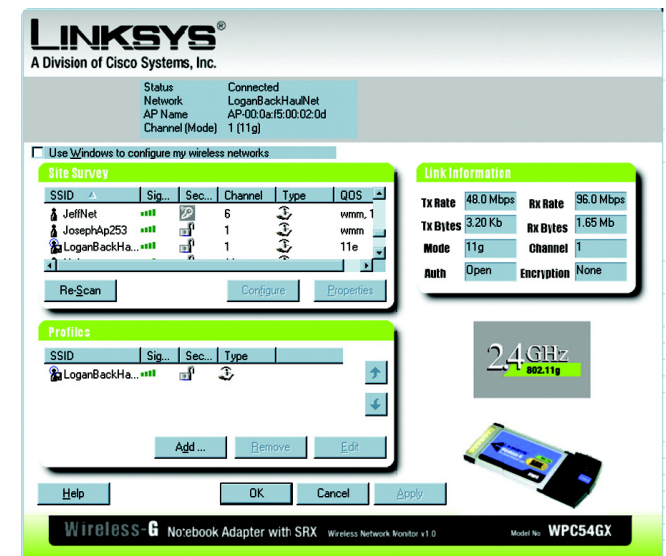 LINKSYS®
A Division of Cisco Systems, Inc.
Status Connected
Network LoganBackHaulNet
AP Name AP-00:0a:f5:00:02:0d
Channel (Mode) 1 (11g)
Use Windows to configure my wireless networks
Site Survey
SSID Sig... Sec... Channel Type QOS
JeffNet 6 wmm, 1
JosephAp253 1 wmm
LoganBackHa... 1 11e
Re-Scan Configure Properties
Link Information
Tx Rate 48.0 Mbps Rx Rate 96.0 Mbps
Tx Bytes 3.20 Kb Rx Bytes 1.65 Mb
Mode 11g Channel 1
Auth Open Encryption None
Profiles
SSID Sig... Sec... Type
LoganBackHa...
Add ... Remove Edit
2,4 GHz
802.11g
LINKSYS
Help OK Cancel Apply
Wireless-G Notebook Adapter with SRX Wireless Network Monitor v1.0 Model No. WPC54GX